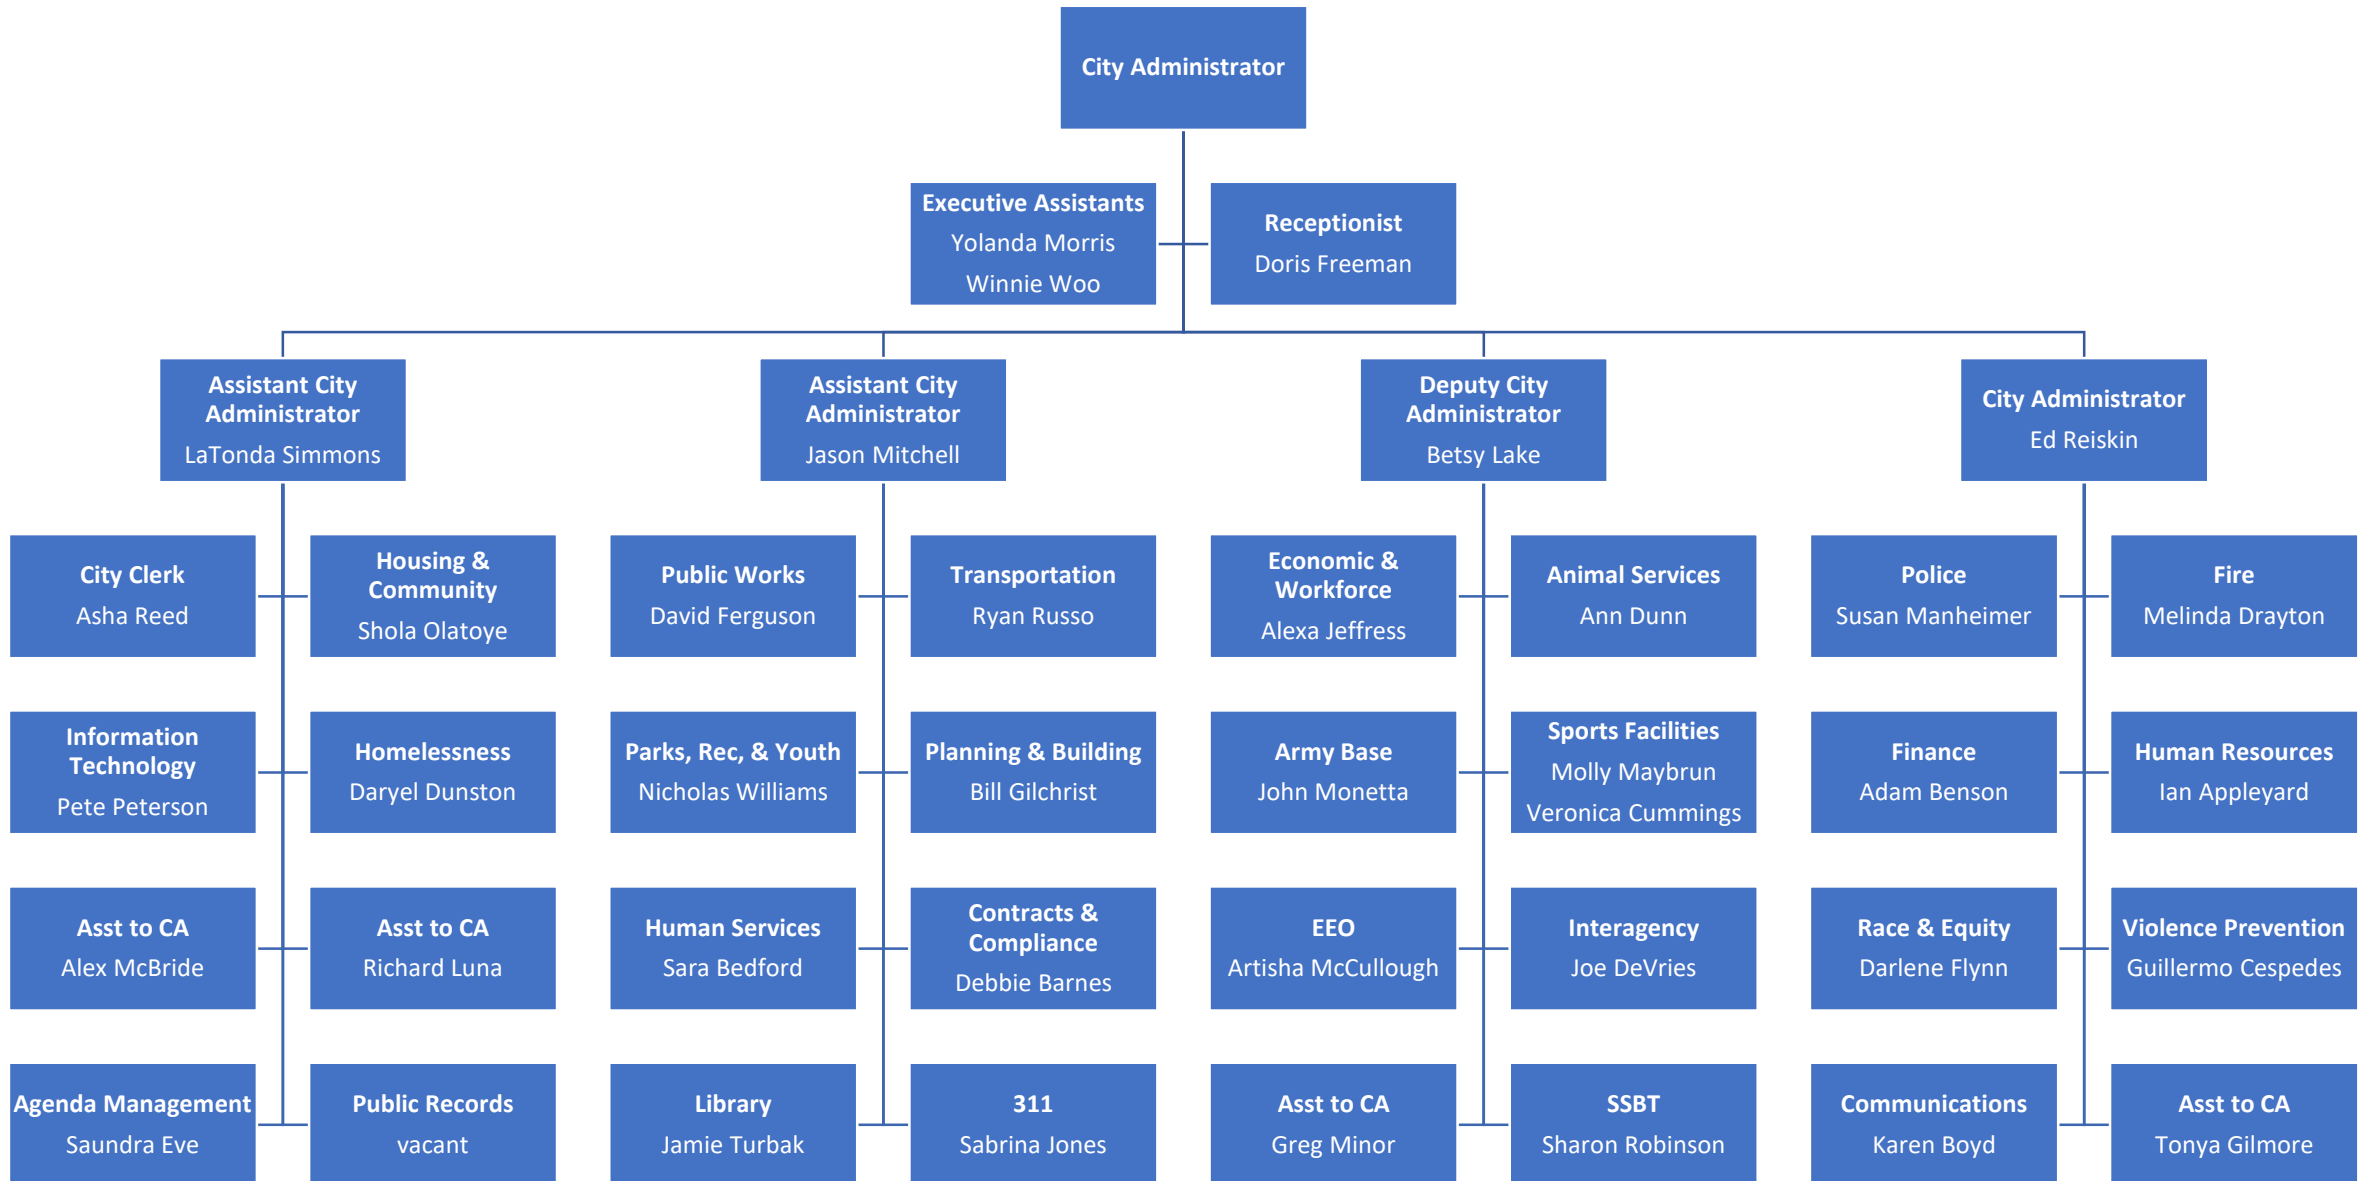 City Administrator
Executive Assistants
Yolanda Morris
Winnie Woo
Receptionist
Doris Freeman
Assistant City
Administrator
LaTonda Simmons
Assistant City
Administrator
Jason Mitchell
Deputy City
Administrator
Betsy Lake
City Administrator
Ed Reiskin
City Clerk
Asha Reed
Housing &
Community
Shola Olatoye
Public Works
David Ferguson
Transportation
Ryan Russo
Economic &
Workforce
Alexa Jeffress
Animal Services
Ann Dunn
Police
Susan Manheimer
Fire
Melinda Drayton
Information
Technology
Pete Peterson
Homelessness
Daryel Dunston
Parks, Rec, & Youth
Nicholas Williams
Planning & Building
Bill Gilchrist
Army Base
John Monetta
Sports Facilities
Molly Maybrun
Veronica Cummings
Finance
Adam Benson
Human Resources
Ian Appleyard
Asst to CA
Alex McBride
Asst to CA
Richard Luna
Human Services
Sara Bedford
Contracts &
Compliance
Debbie Barnes
EEO
Artisha McCullough
Interagency
Joe DeVries
Race & Equity
Darlene Flynn
Violence Prevention
Guillermo Cespedes
Agenda Management
Saundra Eve
Public Records
vacant
Library
Jamie Turbak
311
Sabrina Jones
Asst to CA
Greg Minor
SSBT
Sharon Robinson
Communications
Karen Boyd
Asst to CA
Tonya Gilmore